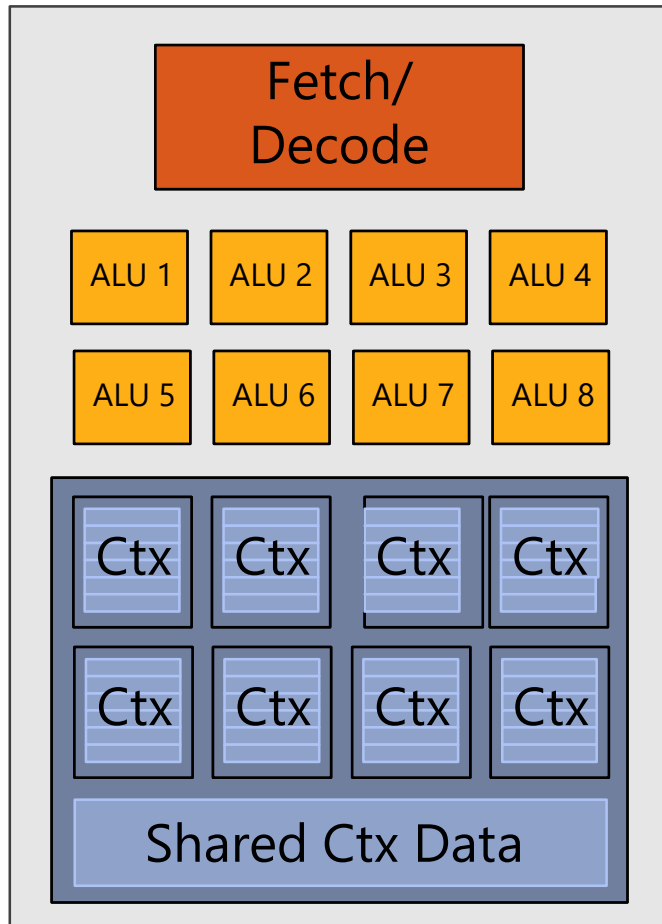 Fetch/
Decode
ALU 1 ALU 2 ALU 3 ALU 4
ALU 5 ALU 6 ALU 7 ALU 8
Ctx Ctx Ctx Ctx
Ctx Ctx Ctx Ctx
Shared Ctx Data